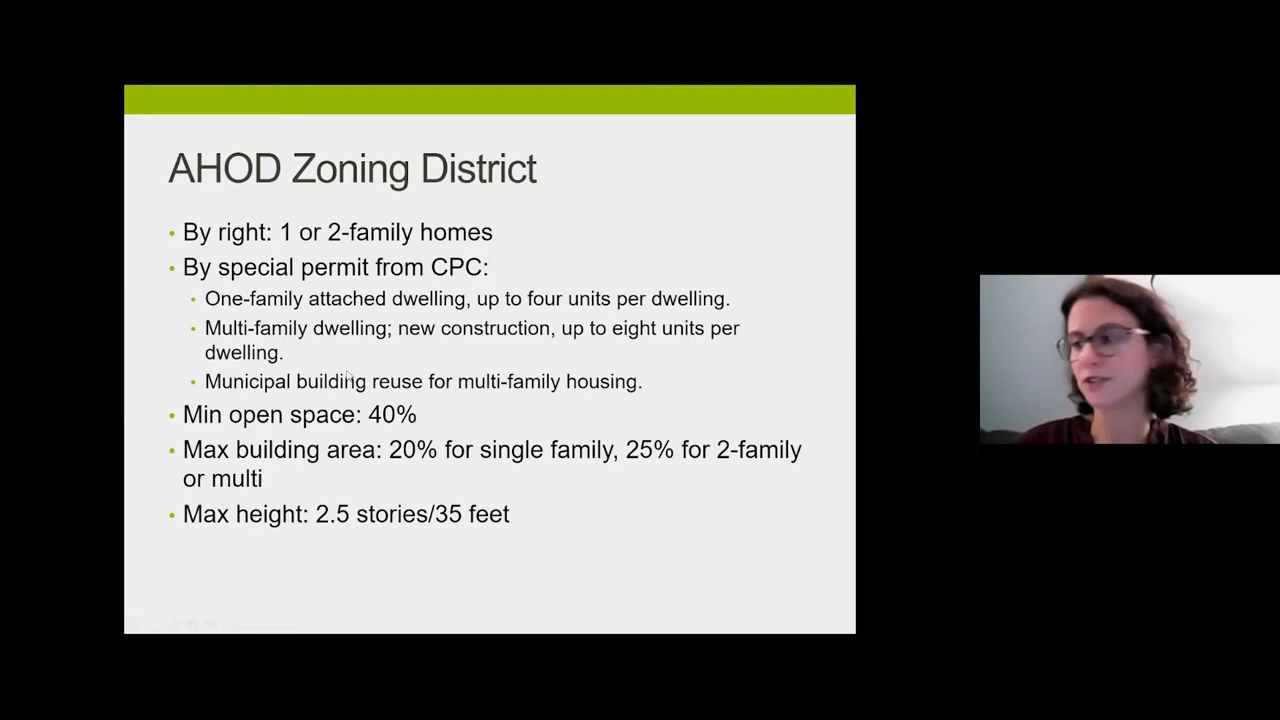 AHOD Zoning District
• By right: 1 or 2-family homes
• By special permit from CPC:
• One-family attached dwelling, up to four units per dwelling.
• Multi-family dwelling; new construction, up to eight units per
dwelling.
• Municipal building reuse for multi-family housing.
• Min open space: 40%
• Max building area: 20% for single family, 25% for 2-family
or multi
• Max height: 2.5 stories/35 feet